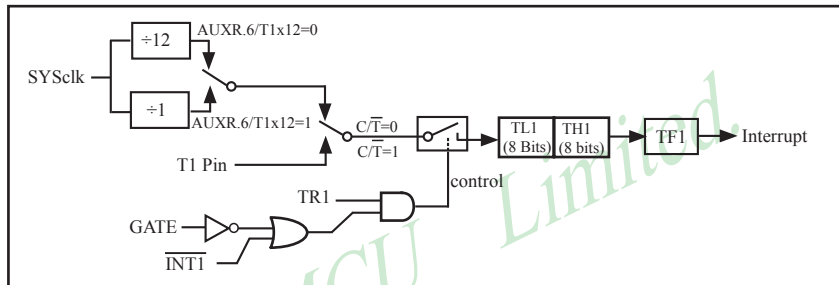 AUXR.6/T1x12=0
÷12
SYSclk
÷1
AUXR.6/T1x12=1
C/T̅=0
C/T̅=1
TL1
(8 Bits)
TH1
(8 bits)
TF1
Interrupt
T1 Pin
control
TR1
GATE
I̅N̅T̅1̅
MCU Limited.